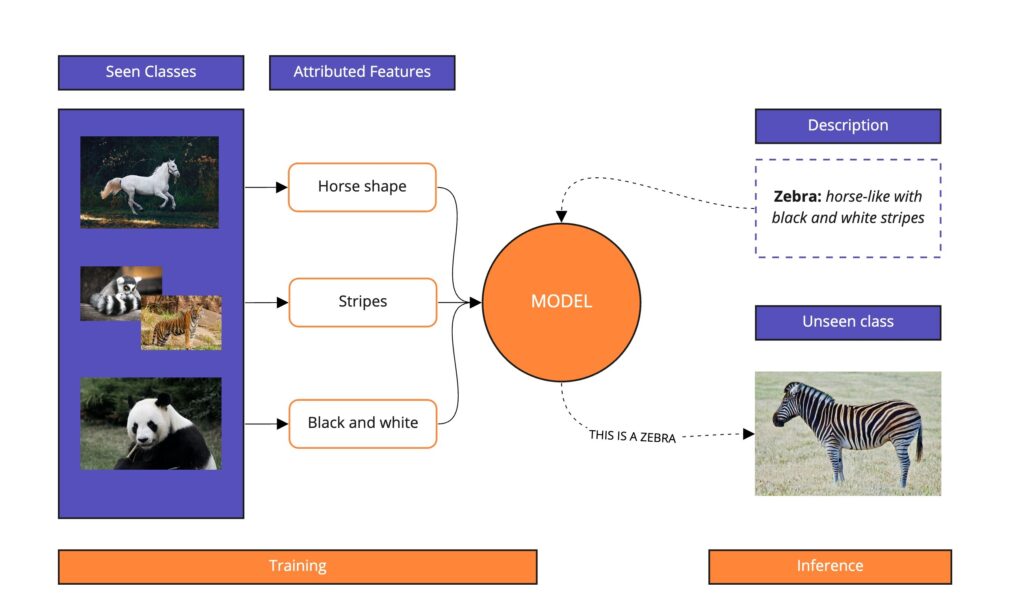 Seen Classes
Attributed Features
Horse shape
Stripes
Black and white
MODEL
Description
Zebra: horse-like with
black and white stripes
Unseen class
THIS IS A ZEBRA
Training
Inference